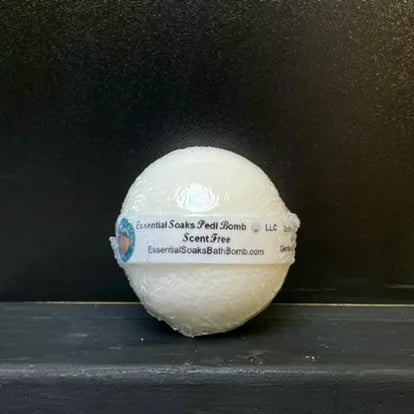 Essential Soaks Pedi Bomb LLC
Scent Free
EssentialSoaksBathBomb.com